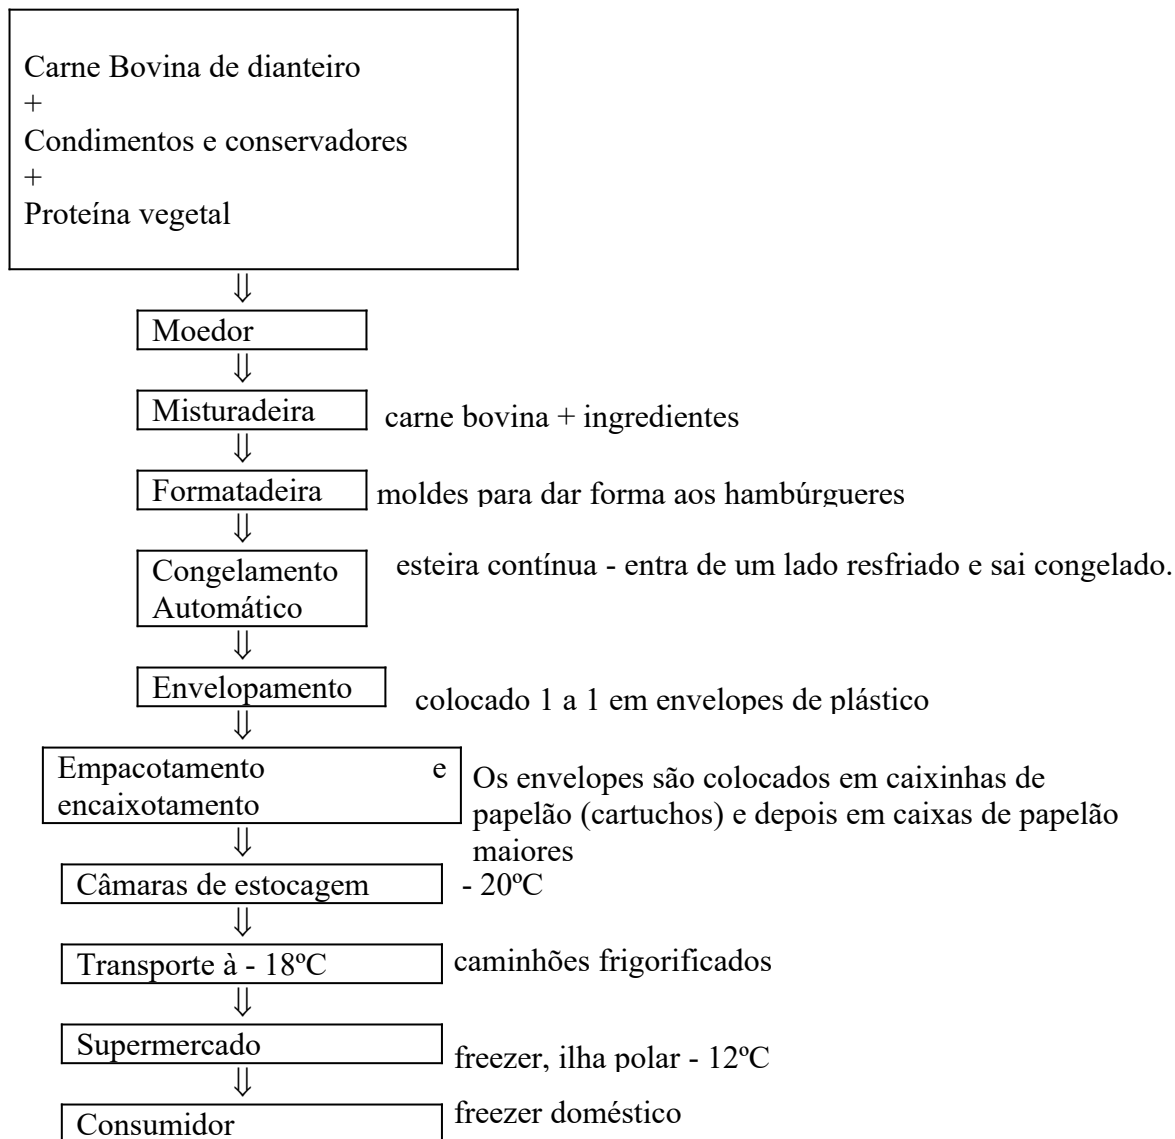 Carne Bovina de dianteiro
+
Condimentos e conservadores
+
Proteína vegetal
⇓
Moedor
⇓
Misturadeira
carne bovina + ingredientes
⇓
Formatadeira
moldes para dar forma aos hambúrgueres
⇓
Congelamento
Automático
esteira contínua - entra de um lado resfriado e sai congelado.
⇓
Envelopamento
colocado 1 a 1 em envelopes de plástico
⇓
Empacotamento e
encaixotamento
Os envelopes são colocados em caixinhas de
papelão (cartuchos) e depois em caixas de papelão
maiores
⇓
Câmaras de estocagem
- 20ºC
⇓
Transporte à - 18ºC
caminhões frigorificados
⇓
Supermercado
freezer, ilha polar - 12ºC
⇓
Consumidor
freezer doméstico